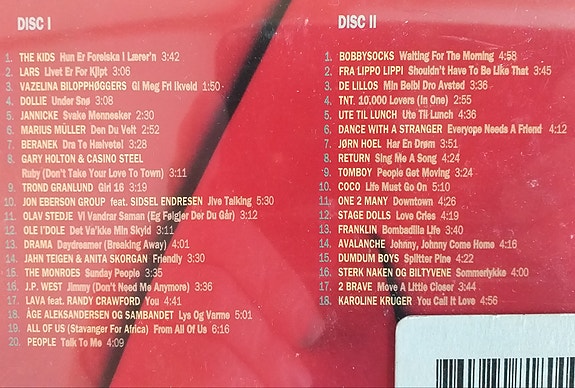 DISC I
1. THE KIDS Hun Er Forelska I Lærer'n 3:42
2. LARS Livet Er For Kjipt 3:06
3. VAZELINA BILOPPHØGGERS Gi Meg Fri Ikveld 1:50
4. DOLLIE Under Snø 3:08
5. JANNICKE Svake Mennesker 2:30
6. MARIUS MÜLLER Den Du Velt 2:52
7. BERANEK Dra Te Hælvete! 3:28
8. GARY HOLTON & CASINO STEEL
Ruby (Don't Take Your Love To Town) 3:11
9. TROND GRANLUND Girl 16 3:19
10. JON EBERSON GROUP feat. SIDSEL ENDRESEN Jive Talking 5:30
11. OLAV STEDJE Vi Vandrar Saman (Eg Følgjer Der Du Går) 3:12
12. OLE I'DOLE Det Va'kke Min Skyld 3:11
13. DRAMA Døydreamer (Breaking Away) 4:01
14. JAHN TEIGEN & ANITA SKORGAN Friendly 3:30
15. THE MONROES Sunday People 3:35
16. J.P. WEST Jimmy (Don't Need Me Anymore) 3:36
17. LAVA feat. RANDY CRAWFORD You 4:41
18. ÅGE ALEKSANDERSEN OG SAMBANDET Lys Og Varme 5:01
19. ALL OF US (Stavanger For Africa) From All Of Us 6:16
20. PEOPLE Talk To Me 4:09
DISC II
1. BOBBYSOCKS Waiting For The Morning 4:58
2. FRA LIPPO LIPPI Shouldn't Have To Be Like That 3:45
3. DE LILLOS Min Beibi Dro Avsted 3:36
4. TNT 10.000 Lovers (In One) 2:55
5. UTE TIL LUNCH Ute Til Lunch 4:36
6. DANCE WITH A STRANGER Everyope Needs A Friend 4:12
7. JØRN HOEL Har En Drøm 3:51
8. RETURN Sing Me A Song 4:24
9. TOMBOY People Get Moving 3:24
10. COCO Life Must Go On 5:10
11. ONE 2 MANY Downtown 4:26
12. STAGE DOLLS Love Cries 4:19
13. FRANKLIN Bombadilla Life 3:40
14. AVALANCHE Johnny, Johnny Come Home 4:16
15. DUMDUM BOYS Splitter Pine 4:22
16. STERK NAKEN OG BILTYVENE Sommerlykke 4:00
17. 2 BRAVE Move A Little Closer 3:44
18. KAROLINE KRÜGER You Call It Love 4:56